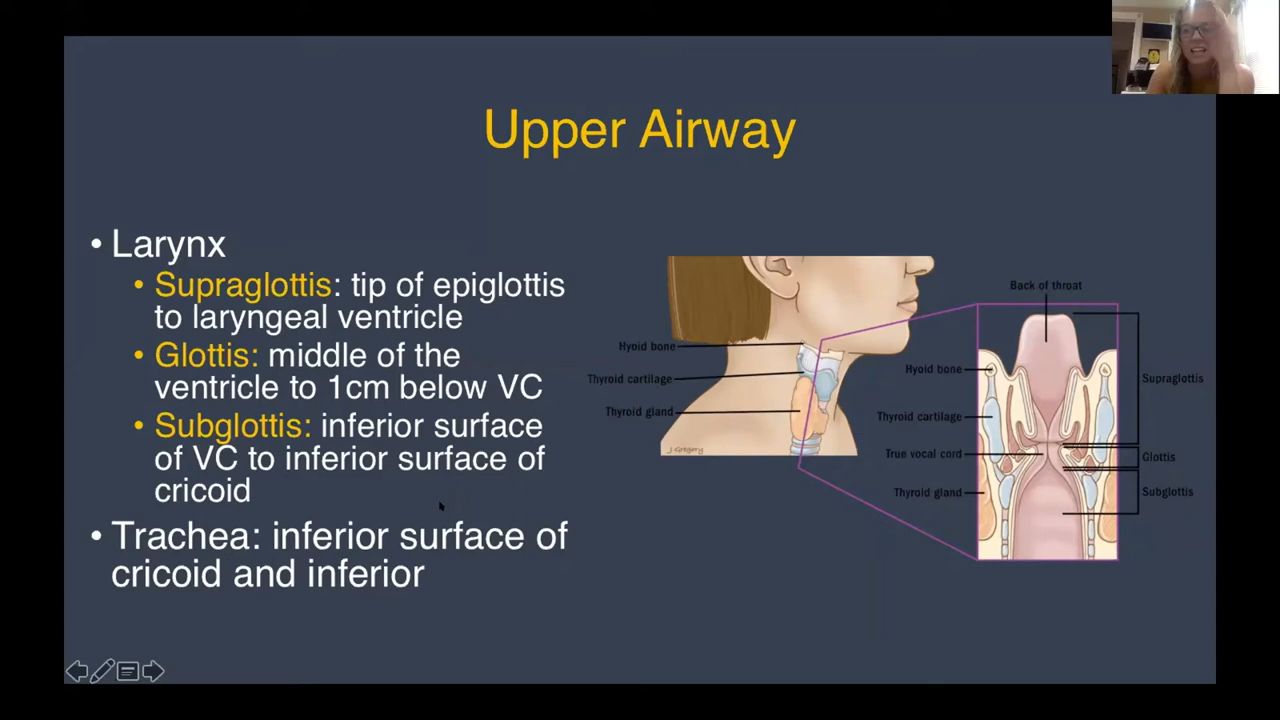 Upper Airway
• Larynx
• Supraglottis: tip of epiglottis
to laryngeal ventricle
• Glottis: middle of the
ventricle to 1cm below VC
• Subglottis: inferior surface
of VC to inferior surface of
cricoid
• Trachea: inferior surface of
cricoid and inferior
Hyoid bone
Thyroid cartilage
Thyroid gland
J Gregory
Back of throat
Hyoid bone
Thyroid cartilage
True vocal cord
Thyroid gland
Supraglottis
Glottis
Subglottis